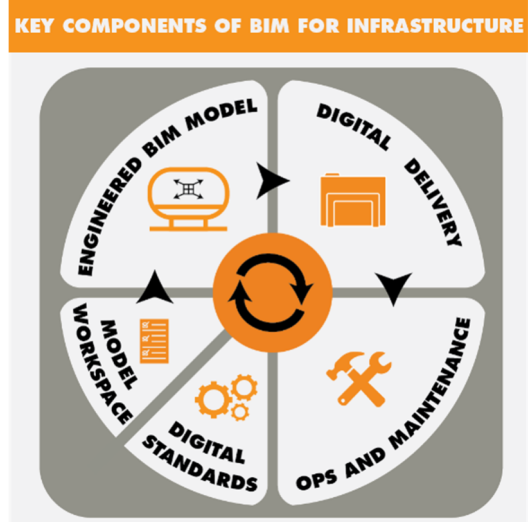 KEY COMPONENTS OF BIM FOR INFRASTRUCTURE
ENGINEERED BIM MODEL
DIGITAL DELIVERY
MODEL
WORKSPACE
DIGITAL
STANDARDS
OPS AND MAINTENANCE